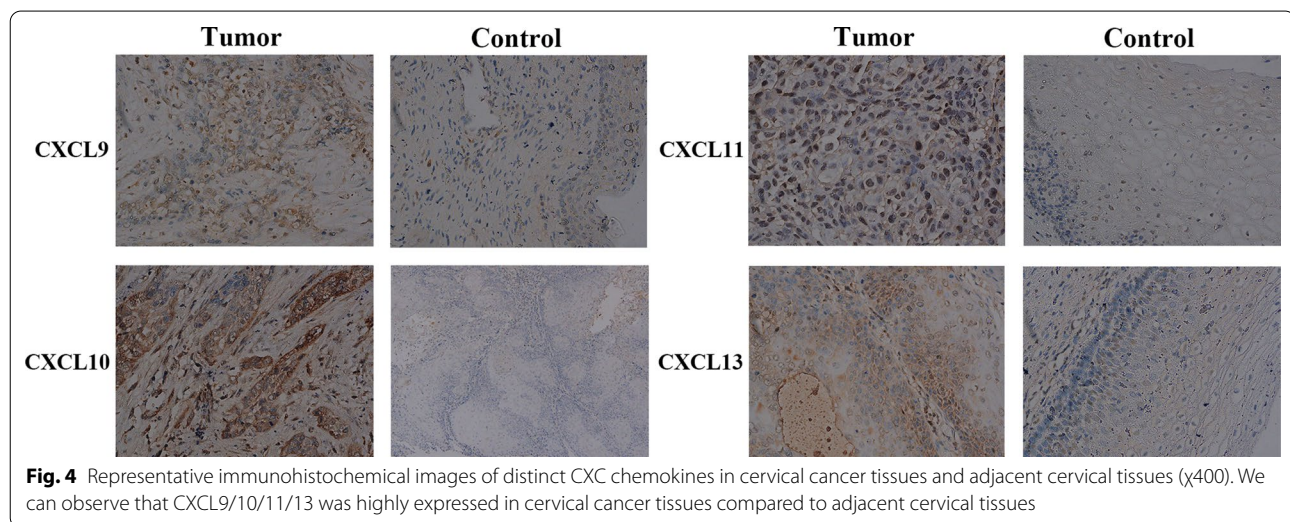 Tumor Control Tumor Control
CXCL9 CXCL11
CXCL10 CXCL13
Fig. 4 Representative immunohistochemical images of distinct CXC chemokines in cervical cancer tissues and adjacent cervical tissues (χ400). We
can observe that CXCL9/10/11/13 was highly expressed in cervical cancer tissues compared to adjacent cervical tissues